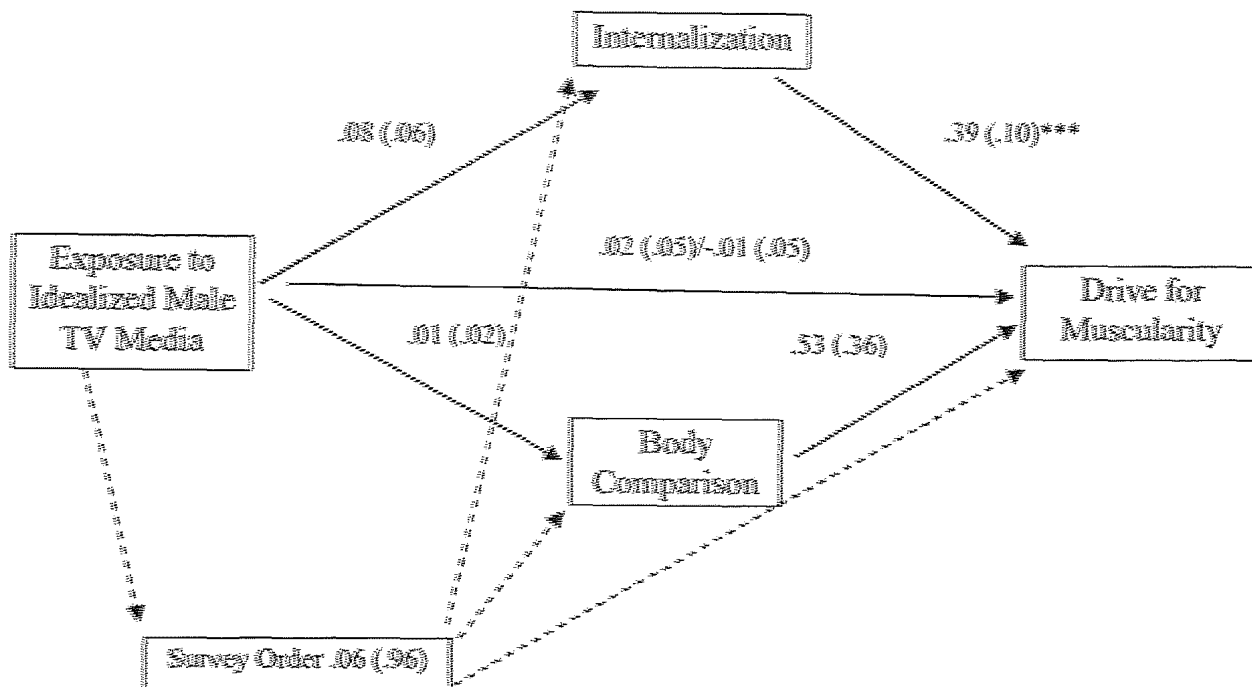 Internalization
.08 (.06)
.39 (.10)***
.02 (.05)/-.01 (.05)
Exposure to
Idealized Male
TV Media
Drive for
Muscularity
.01 (.02)
.53 (.36)
Body
Comparison
Survey Order .06 (.96)